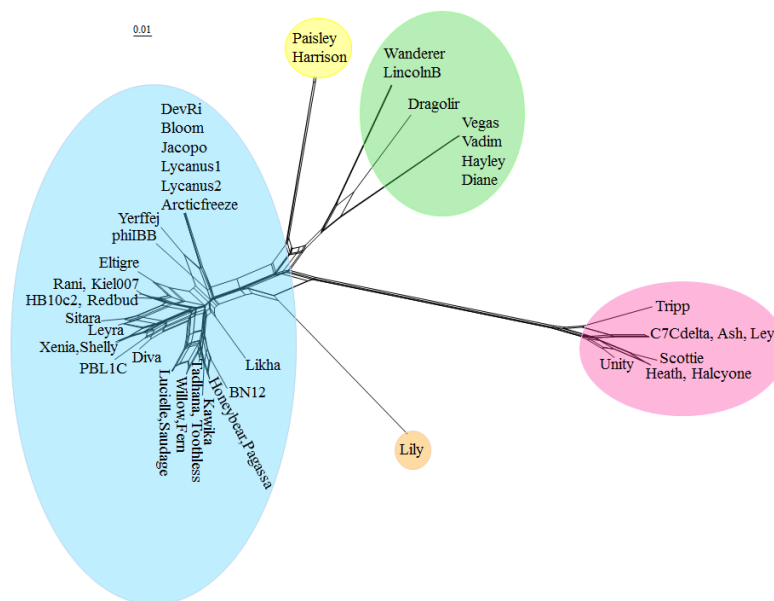 0.01
Paisley
Harrison
Wanderer
LincolnB
Dragolir
Vegas
Vadim
Hayley
Diane
DevRi
Bloom
Jacopo
Lycanus1
Lycanus2
Arcticfreeze
Yerffej
phiIBB
Eltigre
Rani, Kiel007
HB10c2, Redbud
Sitara
Leyra
Xenia,Shelly
Diva
PBL1C
Lucielle,Saudage
Willow,Fern
Tadhana, Toothless
Kawika
Honeybear,Pagassa
BN12
Likha
Lily
Tripp
C7Cdelta, Ash, Ley
Scottie
Unity
Heath, Halcyone